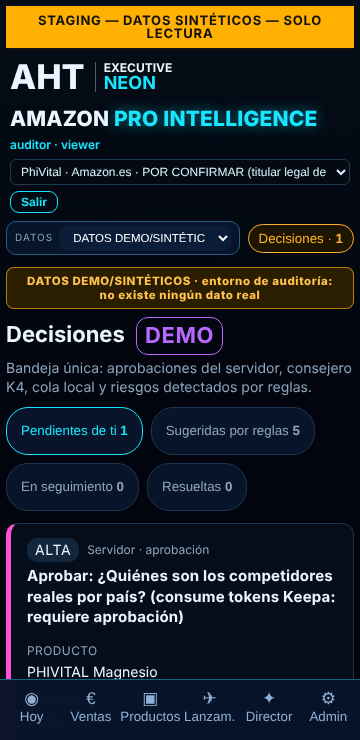 STAGING — DATOS SINTÉTICOS — SOLO
LECTURA
AHT
EXECUTIVE
NEON
AMAZON PRO INTELLIGENCE
auditor · viewer
PhiVital · Amazon.es · POR CONFIRMAR (titular legal de
Salir
DATOS
DATOS DEMO/SINTÉTIC
Decisiones · 1
DATOS DEMO/SINTÉTICOS · entorno de auditoría:
no existe ningún dato real
Decisiones DEMO
Bandeja única: aprobaciones del servidor, consejero
K4, cola local y riesgos detectados por reglas.
Pendientes de ti 1
Sugeridas por reglas 5
En seguimiento 0
Resueltas 0
ALTA Servidor · aprobación
Aprobar: ¿Quiénes son los competidores
reales por país? (consume tokens Keepa:
requiere aprobación)
PRODUCTO
PHIVITAL Magnesio
Hoy
Ventas
Productos
Lanzam.
Director
Admin